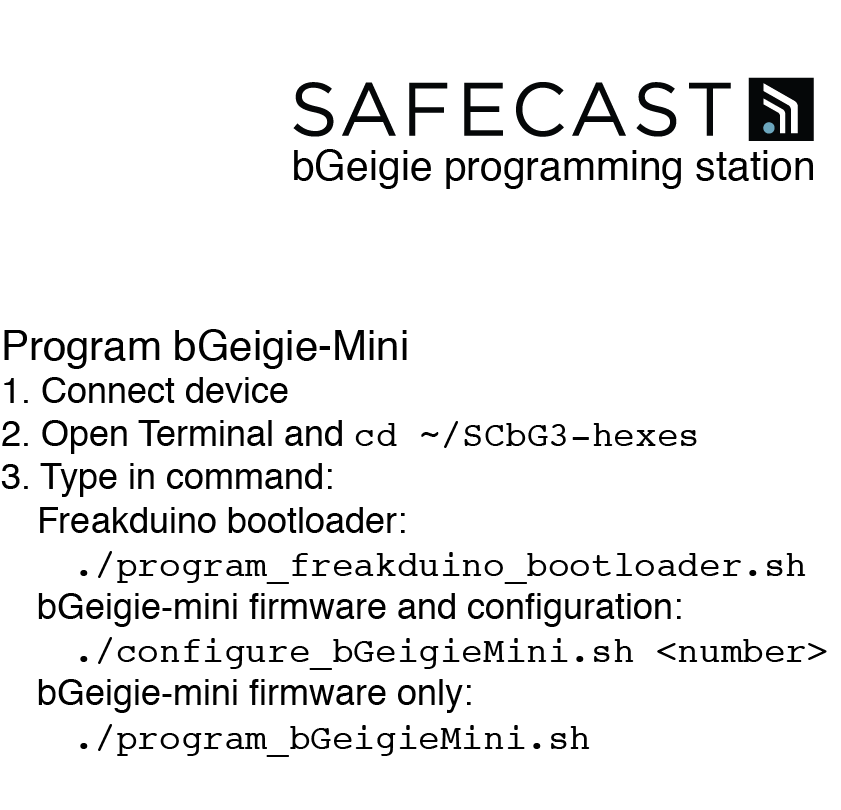 SAFECAST
bGeigie programming station
Program bGeigie-Mini
1. Connect device
2. Open Terminal and cd ~/SCbG3-hexes
3. Type in command:
Freakduino bootloader:
./program_freakduino_bootloader.sh
bGeigie-mini firmware and configuration:
./configure_bGeigieMini.sh <number>
bGeigie-mini firmware only:
./program_bGeigieMini.sh